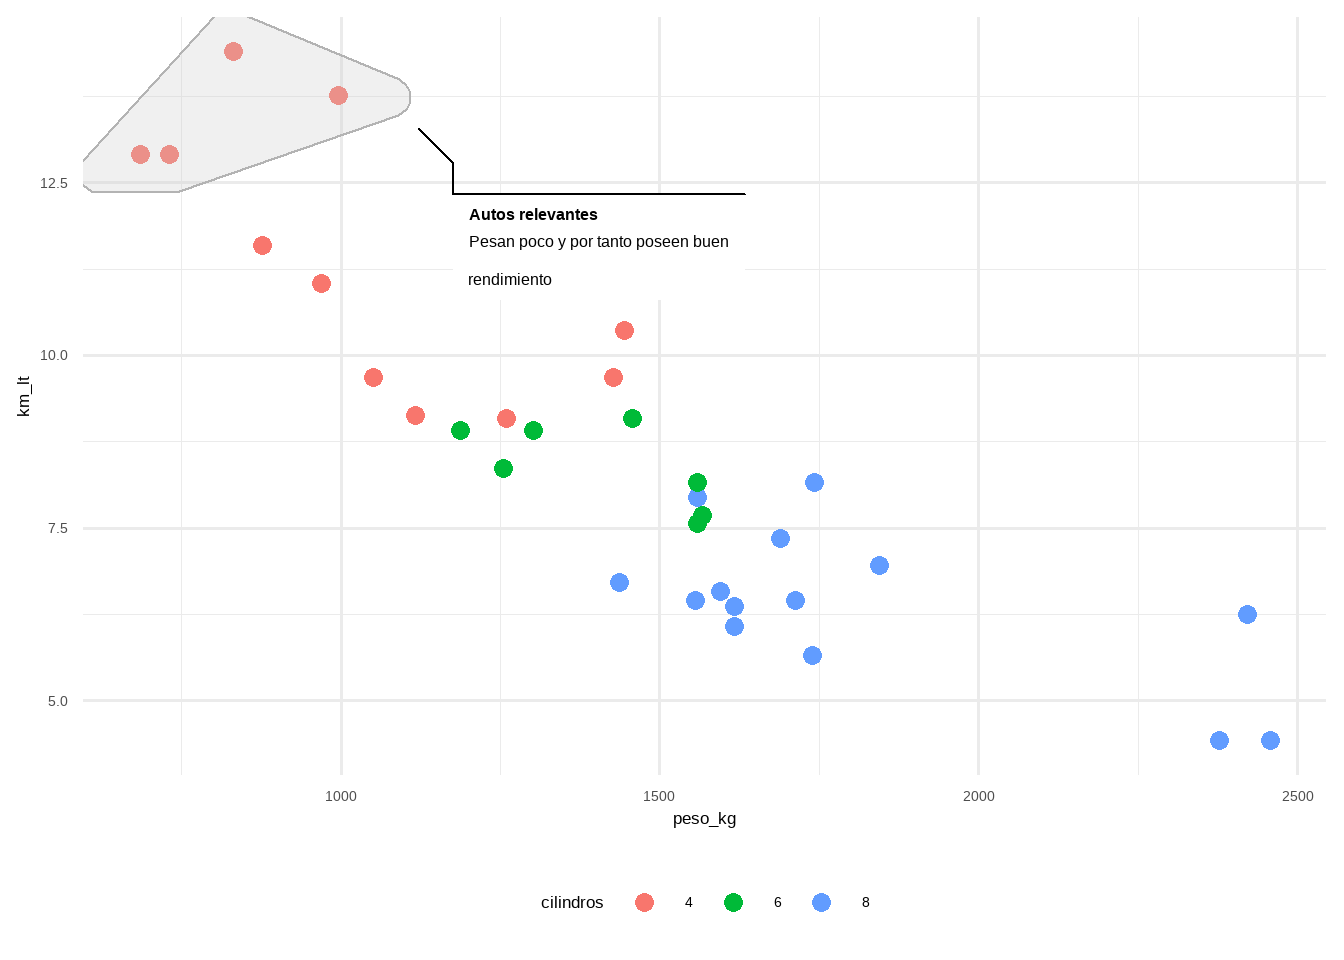 12.5
10.0
7.5
5.0
km_lt
Autos relevantes
Pesan poco y por tanto poseen buen
rendimiento
1000
1500
2000
2500
peso_kg
cilindros
4
6
8